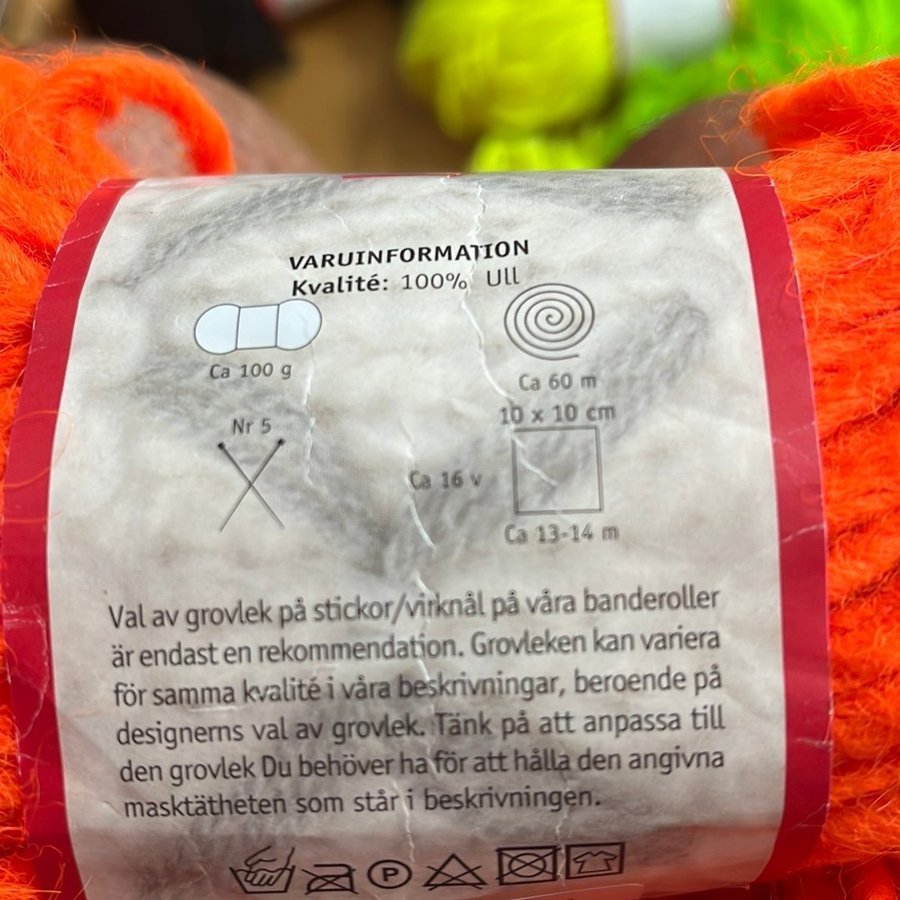 VARUINFORMATION
Kvalité: 100% Ull
Ca 100 g
Ca 60 m
Nr 5
10 x 10 cm
Ca 16 v
Ca 13-14 m
Val av grovlek på stickor/virknål på våra banderoller
är endast en rekommendation. Grovleken kan variera
för samma kvalité i våra beskrivningar, beroende på
designerns val av grovlek. Tänk på att anpassa till
den grovlek Du behöver ha för att hålla den angivna
masktätheten som står i beskrivningen.
P